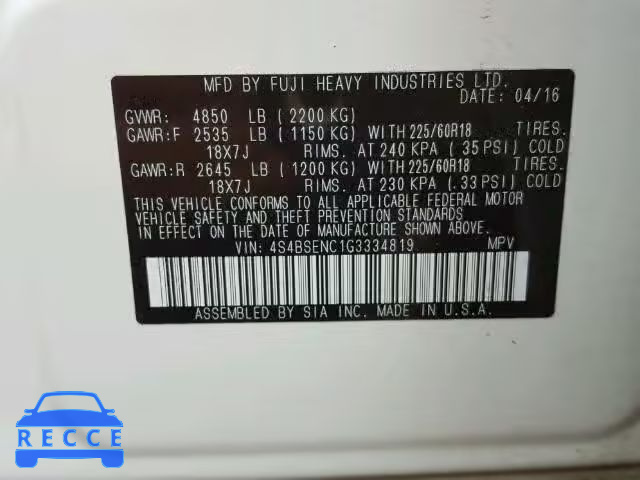 MFD BY FUJI HEAVY INDUSTRIES LTD.
DATE: 04/16
GVWR: 4850 LB ( 2200 KG)
GAWR:F 2535 LB ( 1150 KG) WITH 225/60R18 TIRES.
18X7J RIMS. AT 240 KPA ( 35 PSI) COLD
GAWR:R 2645 LB ( 1200 KG) WITH 225/60R18 TIRES.
18X7J RIMS. AT 230 KPA ( 33 PSI) COLD
THIS VEHICLE CONFORMS TO ALL APPLICABLE FEDERAL MOTOR
VEHICLE SAFETY AND THEFT PREVENTION STANDARDS
IN EFFECT ON THE DATE OF MANUFACTURE SHOWN ABOVE.
VIN: 4S4BSENC1G3334819 MPV
ASSEMBLED BY SIA INC. MADE IN U.S.A.
RECCE